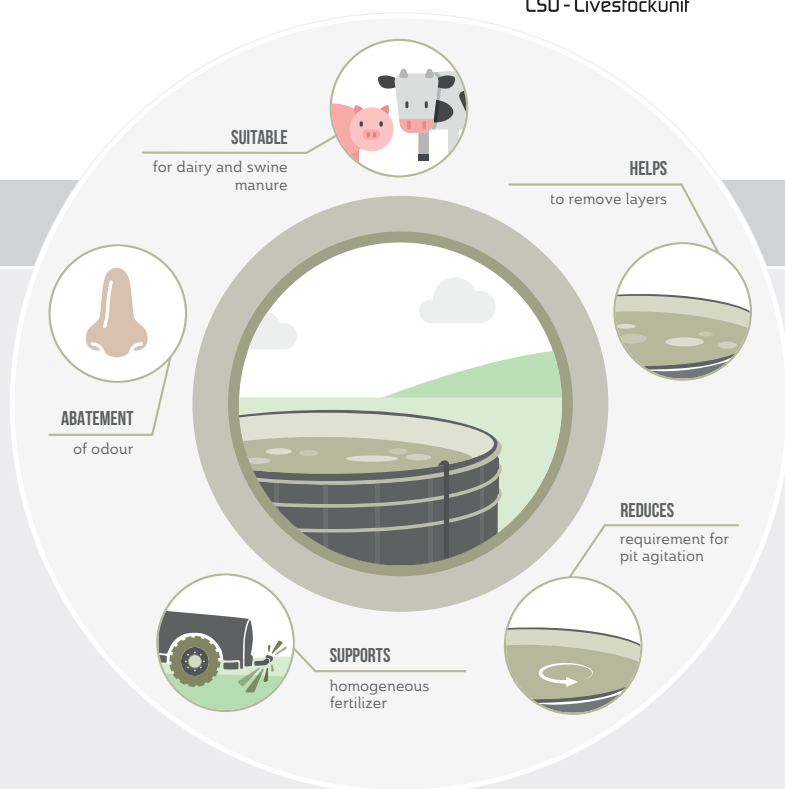 LSU - Livestockunit
SUITABLE
for dairy and swine
manure
HELPS
to remove layers
ABATEMENT
of odour
REDUCES
requirement for
pit agitation
SUPPORTS
homogeneous
fertilizer